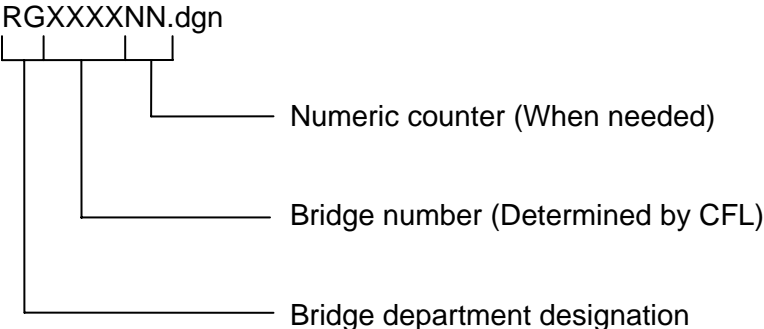 RGXXXXNN.dgn
Numeric counter (When needed)
Bridge number (Determined by CFL)
Bridge department designation